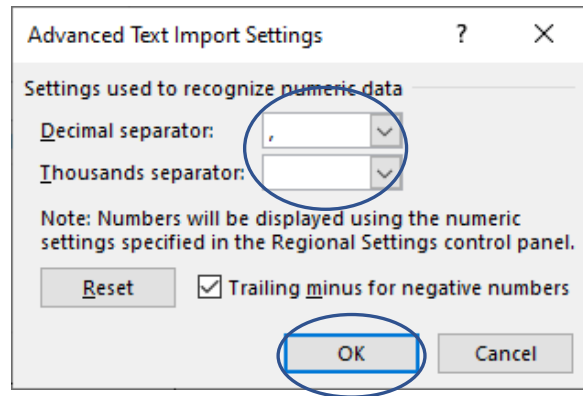 Advanced Text Import Settings ?
Settings used to recognize numeric data
Decimal separator: ,
Thousands separator:
Note: Numbers will be displayed using the numeric
settings specified in the Regional Settings control panel.
Reset Trailing minus for negative numbers
OK Cancel